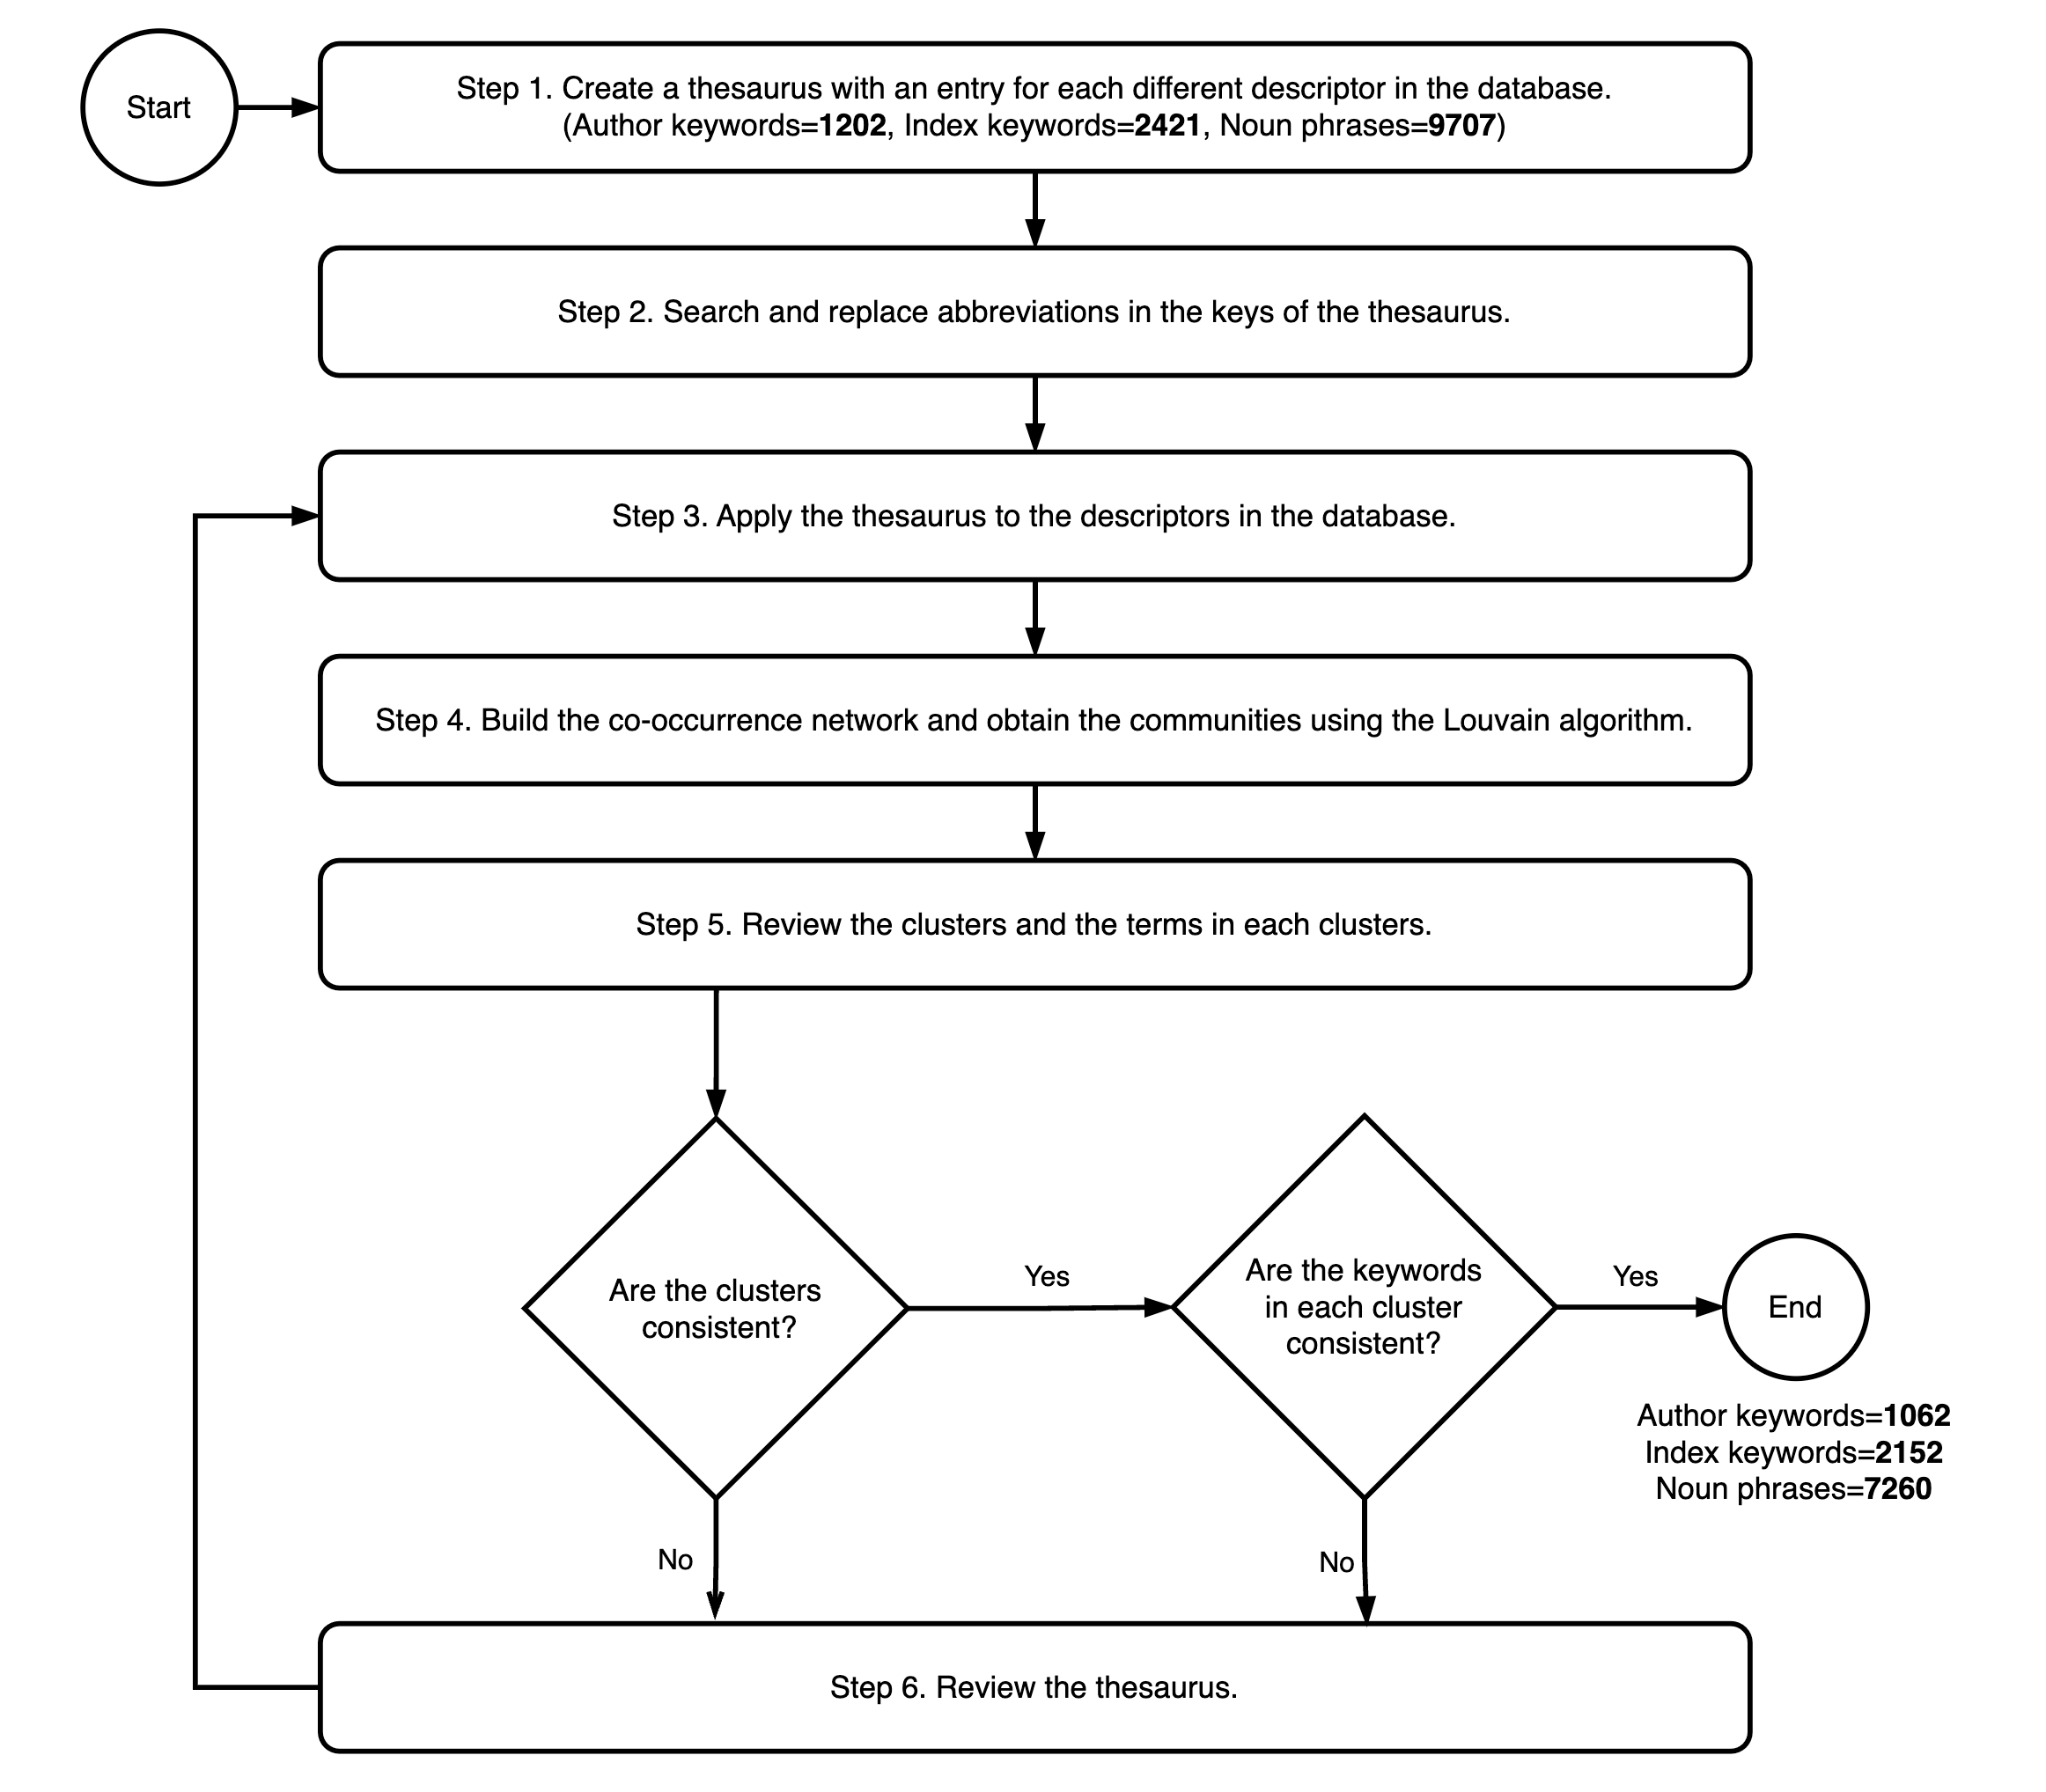 Start
Step 1. Create a thesaurus with an entry for each different descriptor in the database.
(Author keywords=1202, Index keywords=2421, Noun phrases=9707)
Step 2. Search and replace abbreviations in the keys of the thesaurus.
Step 3. Apply the thesaurus to the descriptors in the database.
Step 4. Build the co-occurrence network and obtain the communities using the Louvain algorithm.
Step 5. Review the clusters and the terms in each clusters.
Are the clusters
consistent?
Yes
Are the keywords
in each cluster
consistent?
Yes
End
Author keywords=1062
Index keywords=2152
Noun phrases=7260
No
No
Step 6. Review the thesaurus.